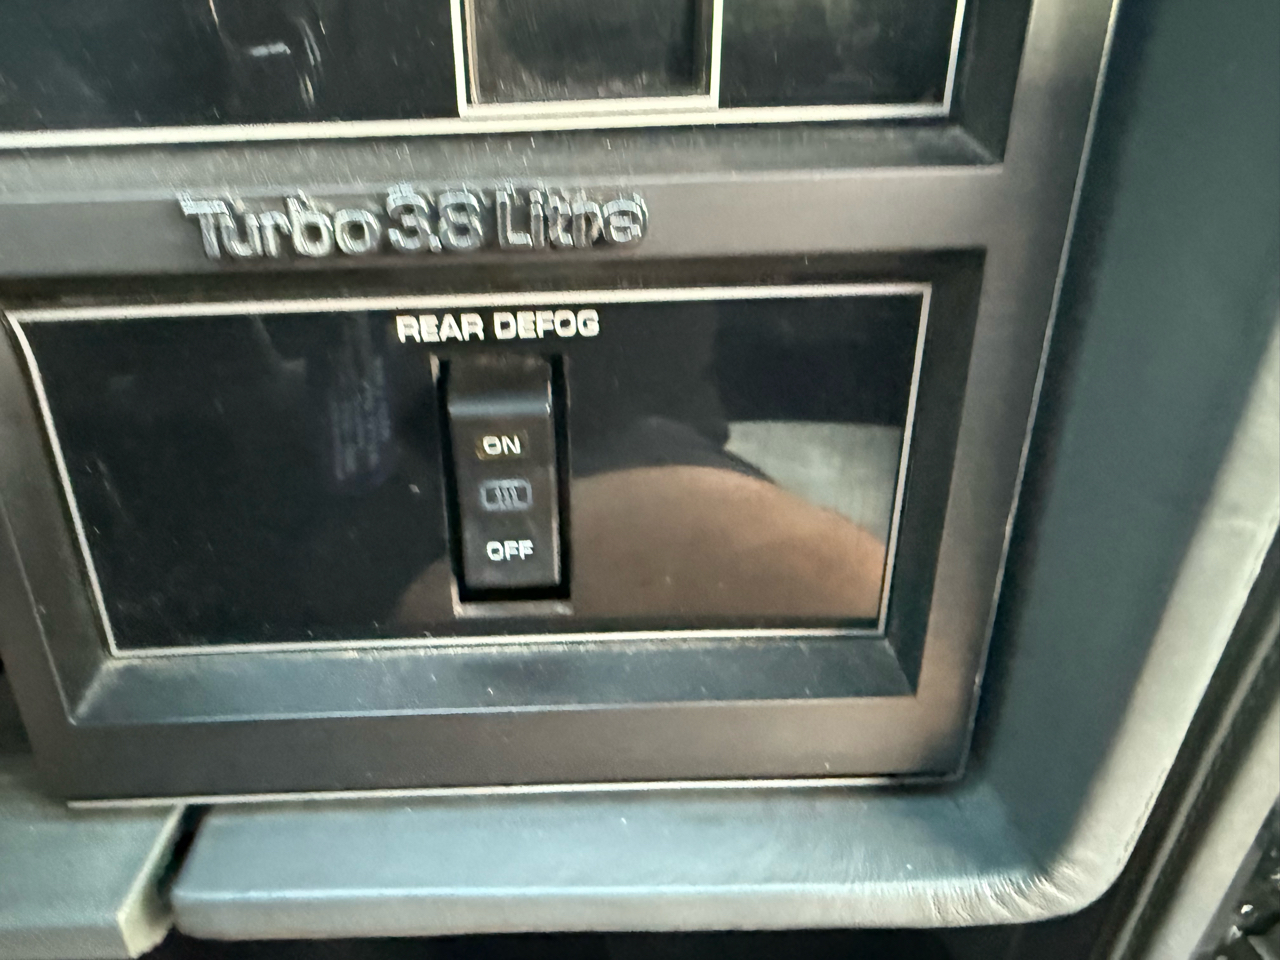 Turbo 3.8 Litre
REAR DEFOG
ON
OFF